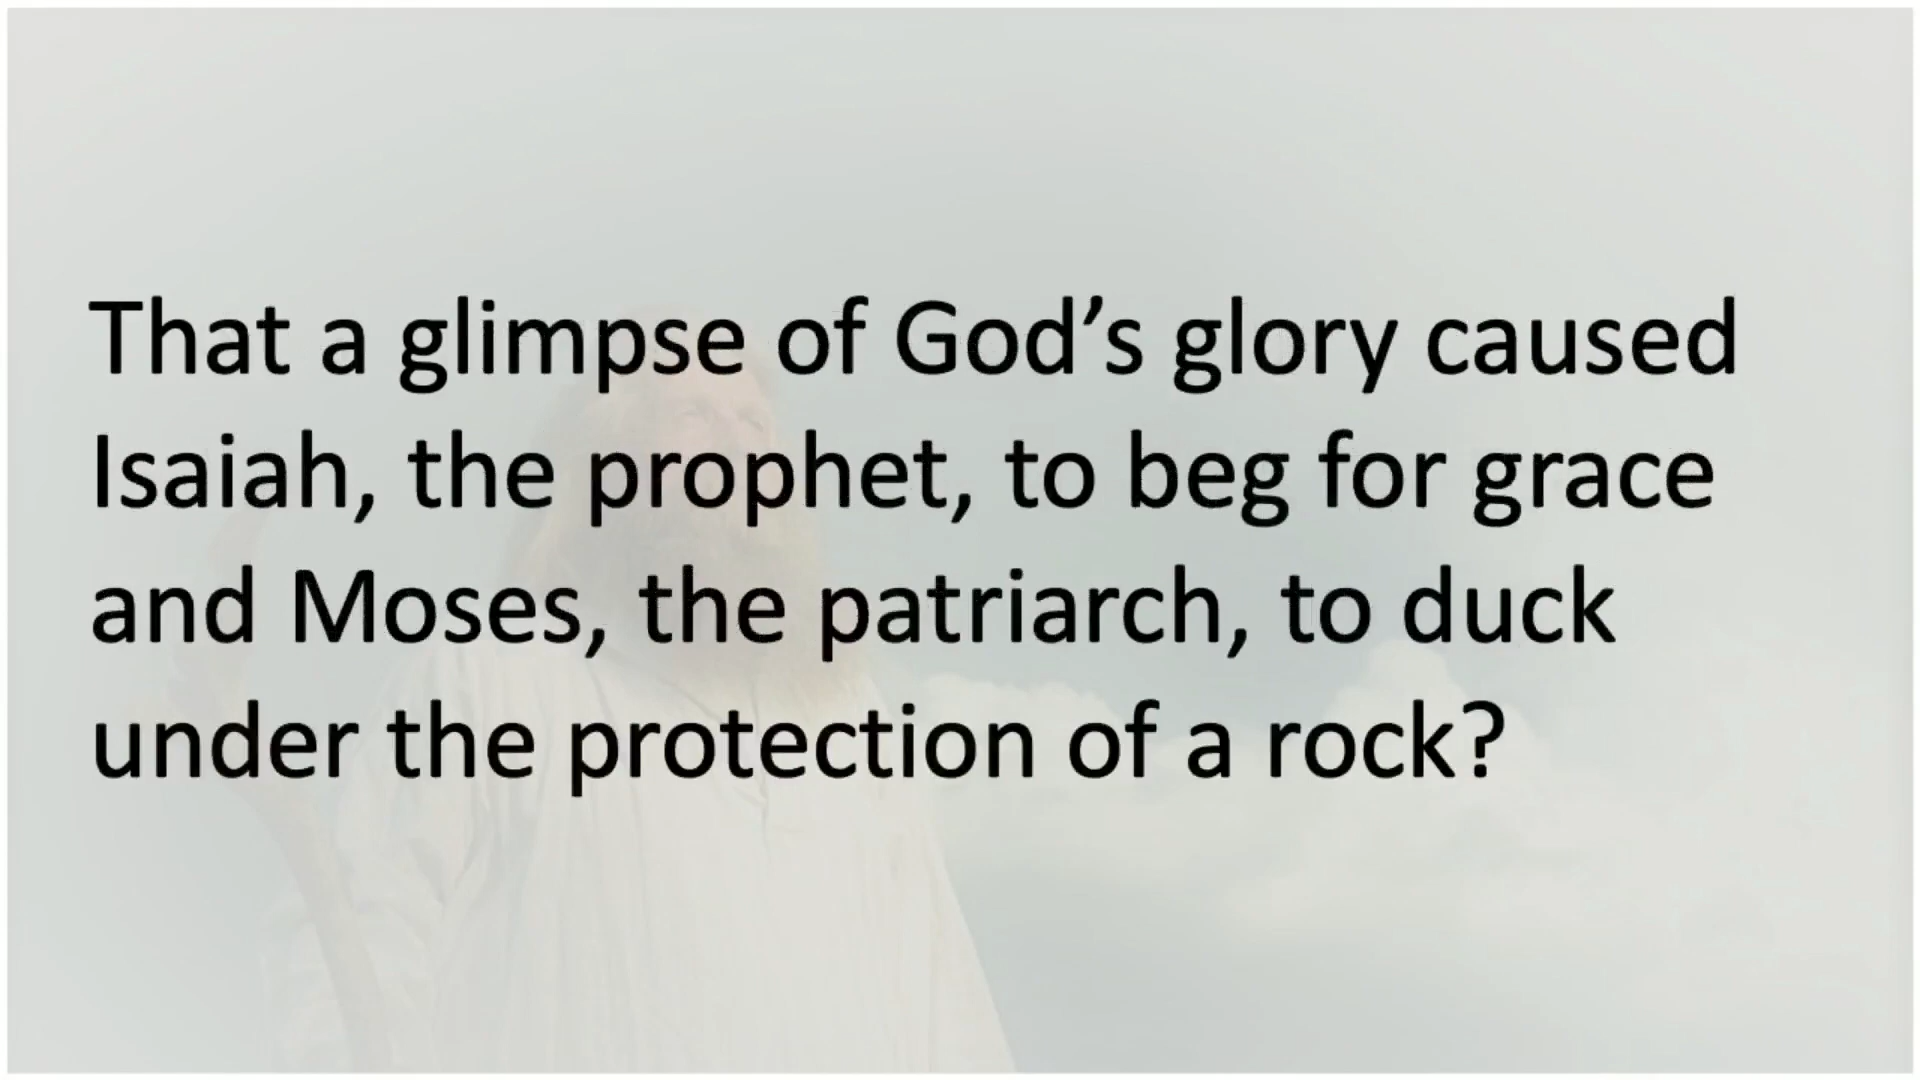 That a glimpse of God’s glory caused
Isaiah, the prophet, to beg for grace
and Moses, the patriarch, to duck
under the protection of a rock?